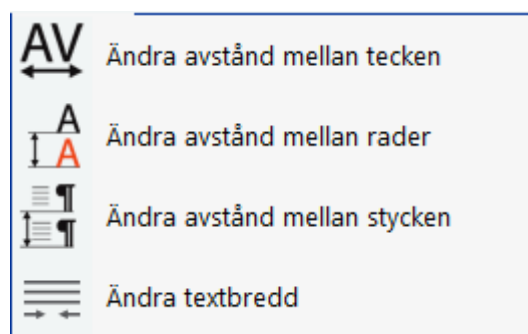 AV Ändra avstånd mellan tecken
A A Ändra avstånd mellan rader
¶ ¶ Ändra avstånd mellan stycken
Ändra textbredd